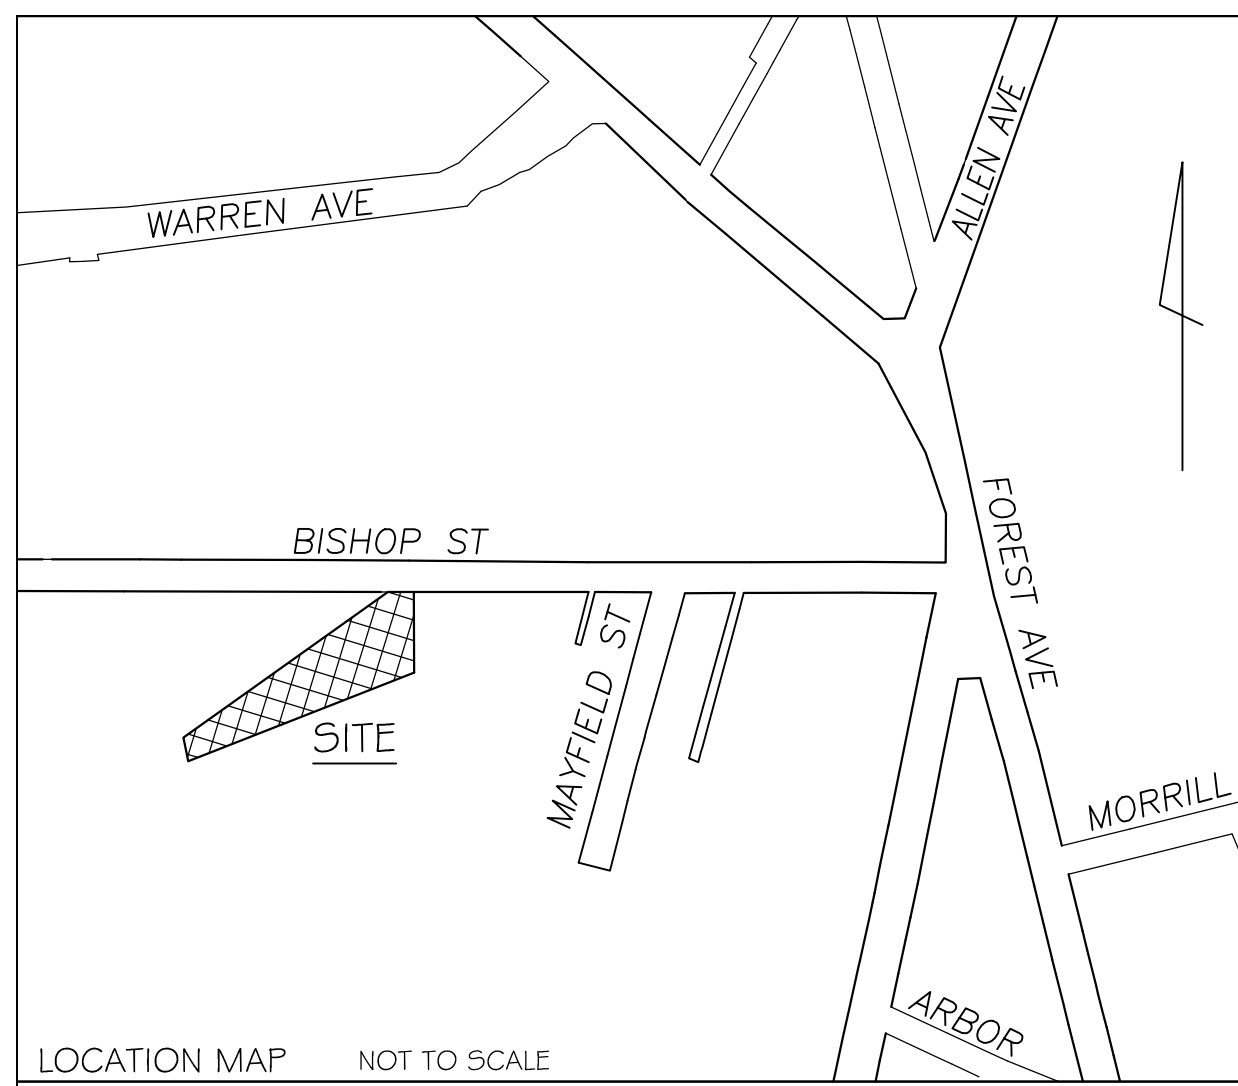 ALLEN AVE
WARREN AVE
BISHOP ST
FOREST AVE
MAYFIELD ST
SITE
MORRILL
ARBOR
LOCATION MAP
NOT TO SCALE